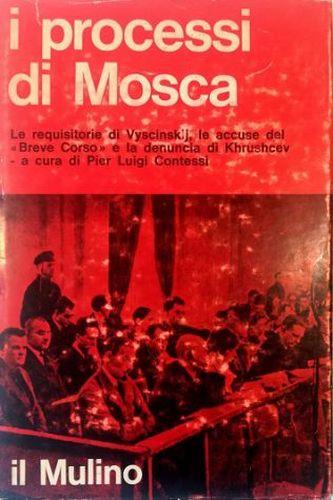 i processi
di Mosca
Le requisitorie di Vyscinskij, le accuse del
«Breve Corso» e la denuncia di Khrushcev
- a cura di Pier Luigi Contessi
il Mulino